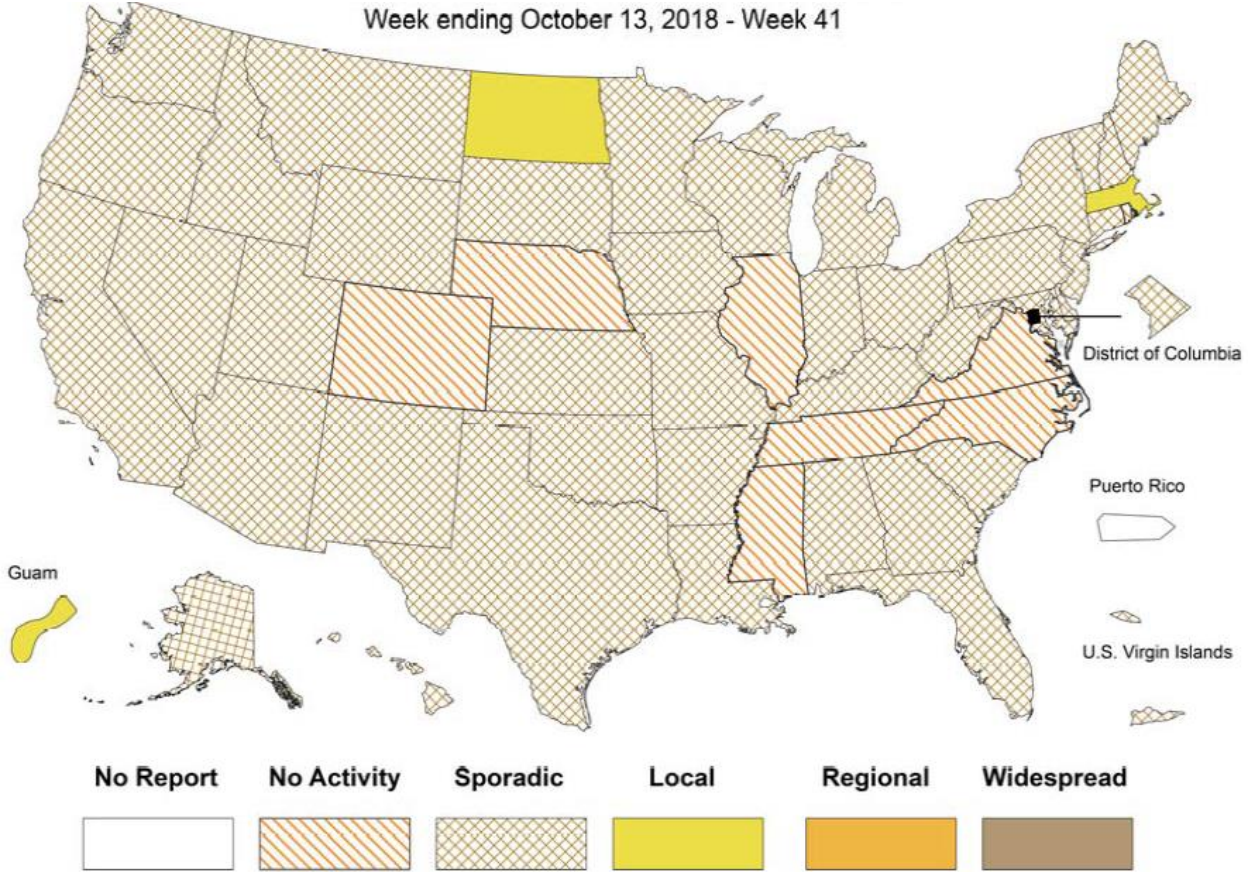 Week ending October 13, 2018 - Week 41
District of Columbia
Puerto Rico
Guam
U.S. Virgin Islands
No Report No Activity Sporadic Local Regional Widespread